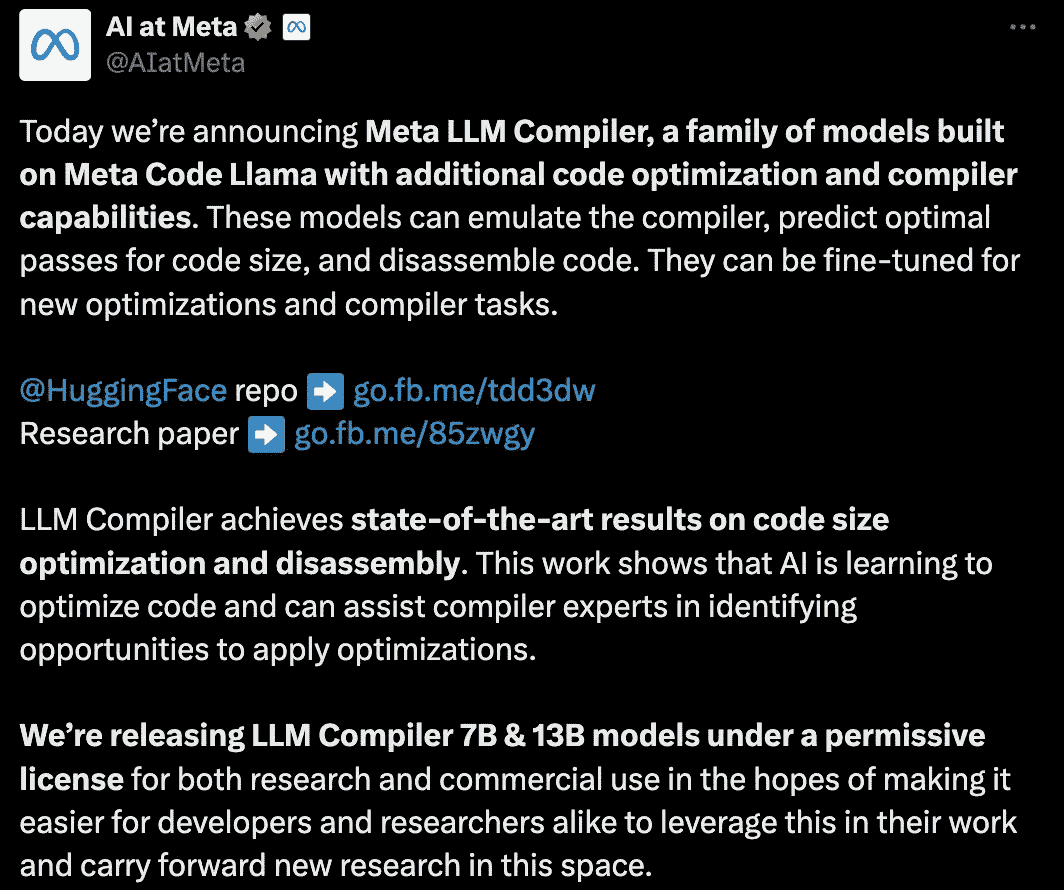 AI at Meta
@AIatMeta
Today we’re announcing Meta LLM Compiler, a family of models built
on Meta Code Llama with additional code optimization and compiler
capabilities. These models can emulate the compiler, predict optimal
passes for code size, and disassemble code. They can be fine-tuned for
new optimizations and compiler tasks.
@HuggingFace repo ➡️ go.fb.me/tdd3dw
Research paper ➡️ go.fb.me/85zwgy
LLM Compiler achieves state-of-the-art results on code size
optimization and disassembly. This work shows that AI is learning to
optimize code and can assist compiler experts in identifying
opportunities to apply optimizations.
We’re releasing LLM Compiler 7B & 13B models under a permissive
license for both research and commercial use in the hopes of making it
easier for developers and researchers alike to leverage this in their work
and carry forward new research in this space.